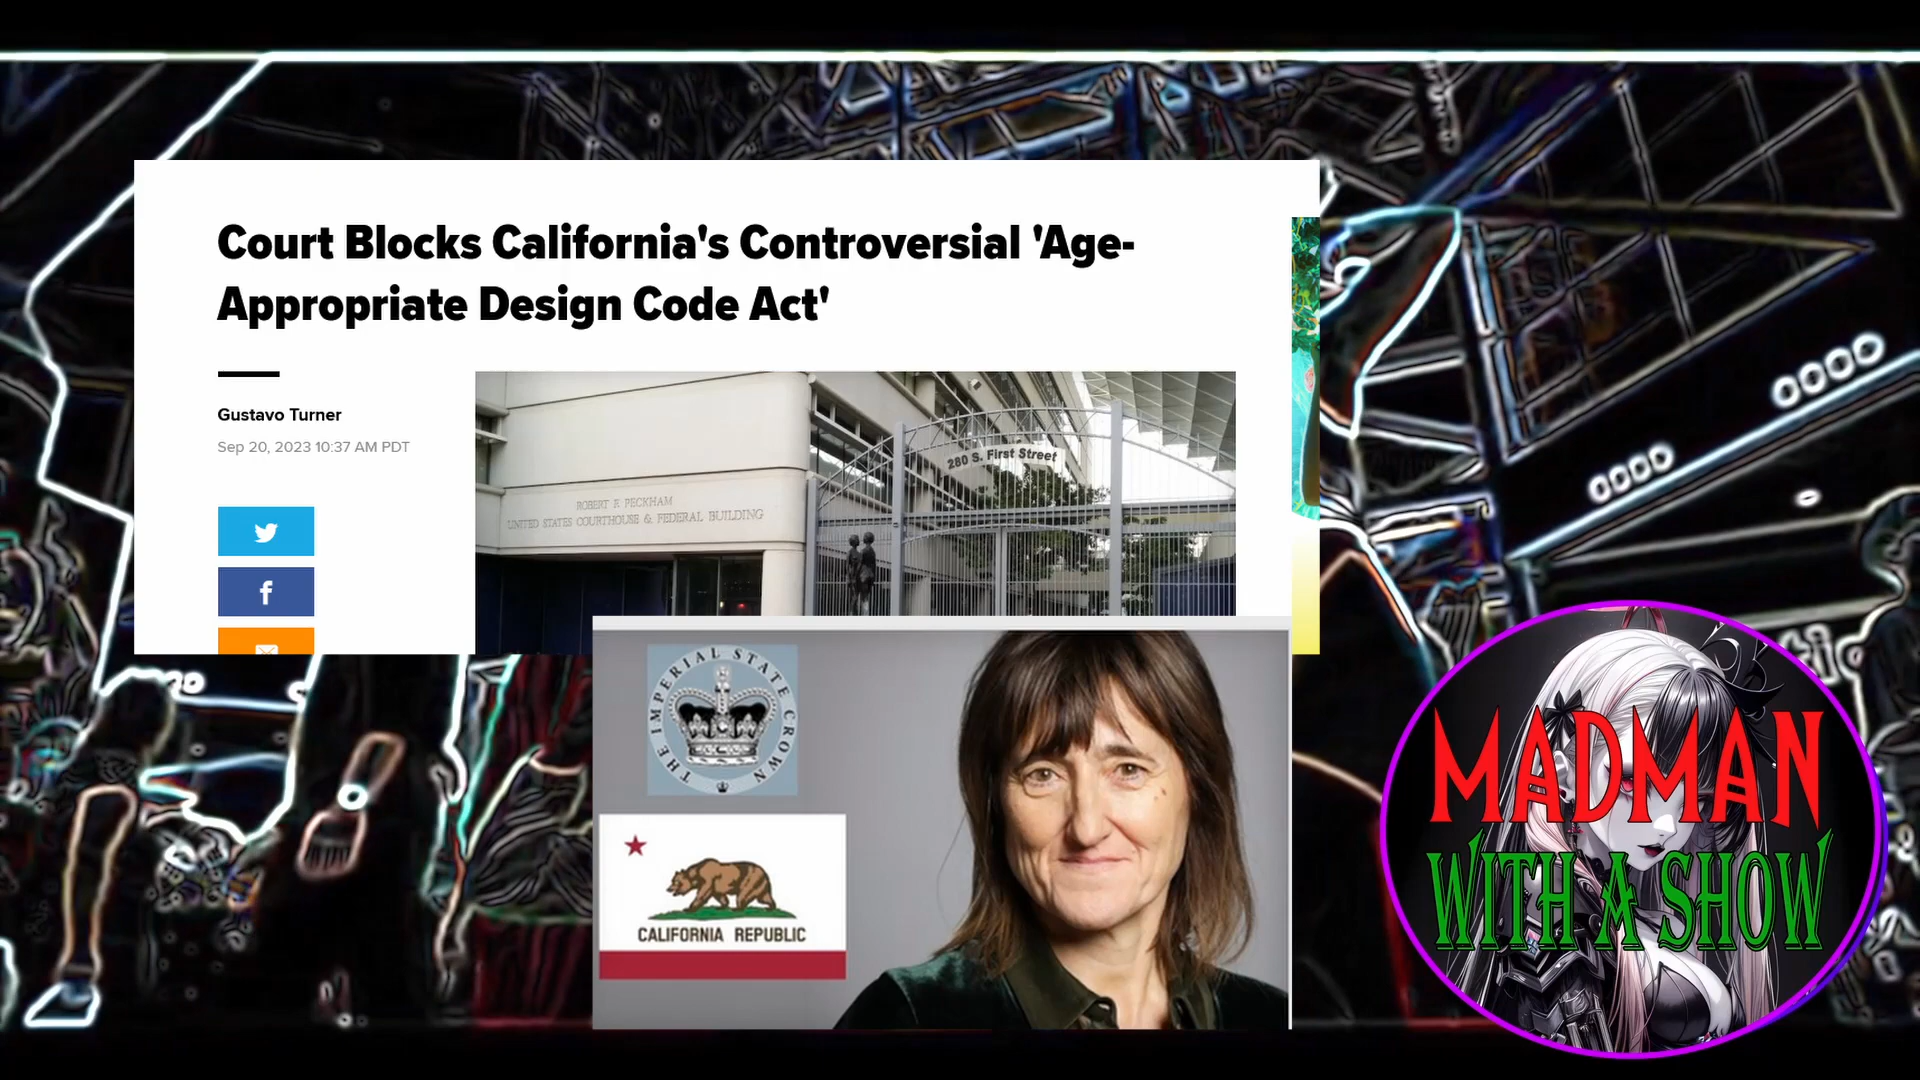 Court Blocks California's Controversial 'Age-
Appropriate Design Code Act'
Gustavo Turner
Sep 20, 2023 10:37 AM PDT
280 S. First Street
ROBERT F. PECKHAM
UNITED STATES COURTHOUSE & FEDERAL BUILDING
THE IMPERIAL STATE CROWN
CALIFORNIA REPUBLIC
MADMAN
WITH A SHOW